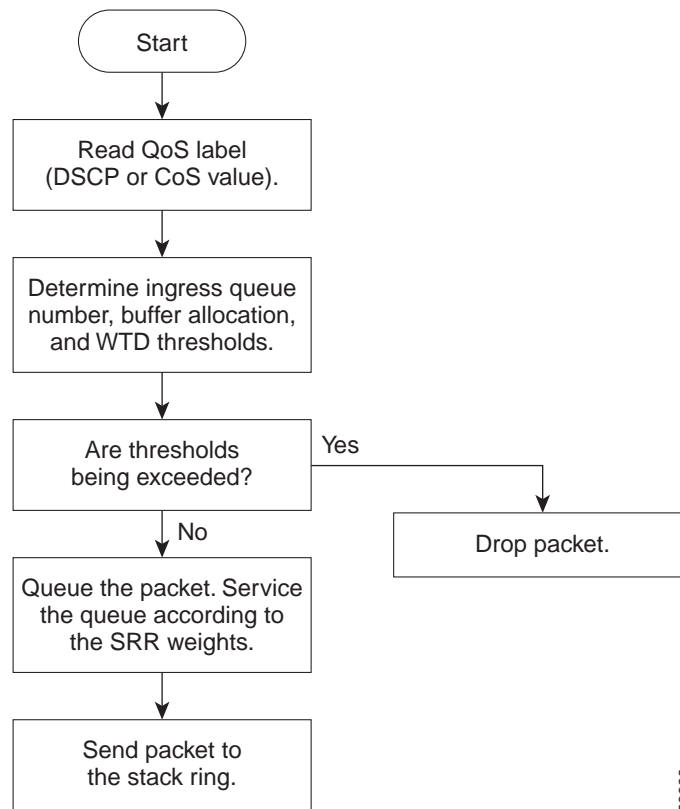 Start
Read QoS label
(DSCP or CoS value).
Determine ingress queue
number, buffer allocation,
and WTD thresholds.
Are thresholds
being exceeded?
Yes
No
Drop packet.
Queue the packet. Service
the queue according to
the SRR weights.
Send packet to
the stack ring.